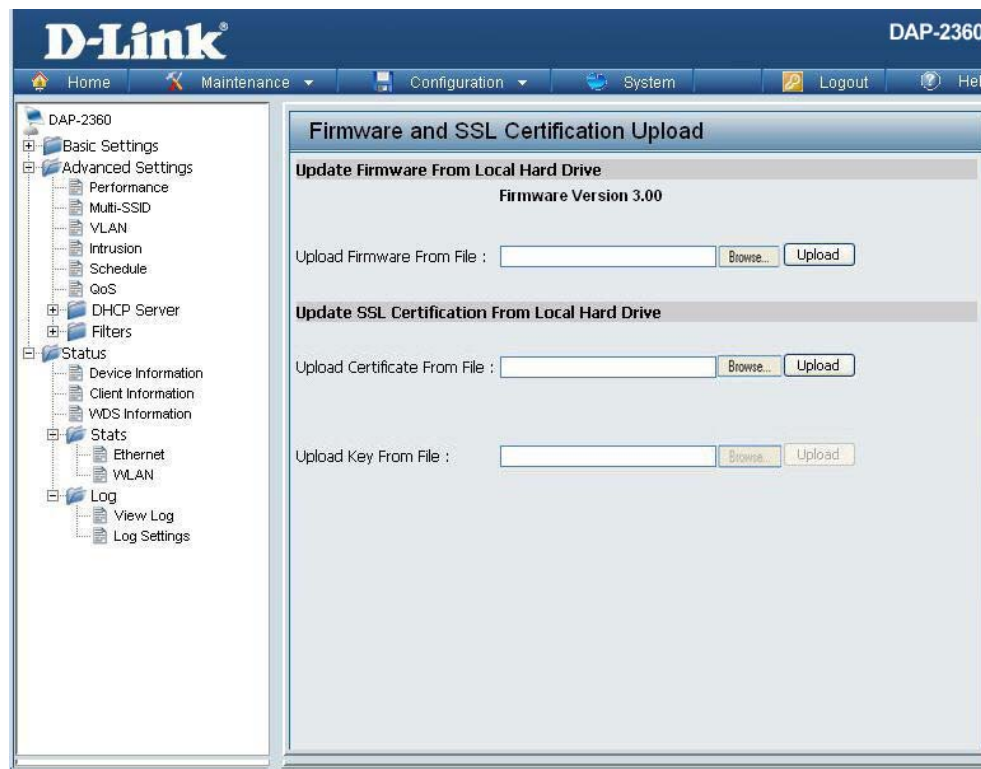 D-Link®
DAP-2360
Home Maintenance Configuration System Logout Hel
DAP-2360
Basic Settings
Advanced Settings
Performance
Multi-SSID
VLAN
Intrusion
Schedule
QoS
DHCP Server
Filters
Status
Device Information
Client Information
WDS Information
Stats
Ethernet
WLAN
Log
View Log
Log Settings
Firmware and SSL Certification Upload
Update Firmware From Local Hard Drive
Firmware Version 3.00
Upload Firmware From File : Browse... Upload
Update SSL Certification From Local Hard Drive
Upload Certificate From File : Browse... Upload
Upload Key From File : Browse... Upload